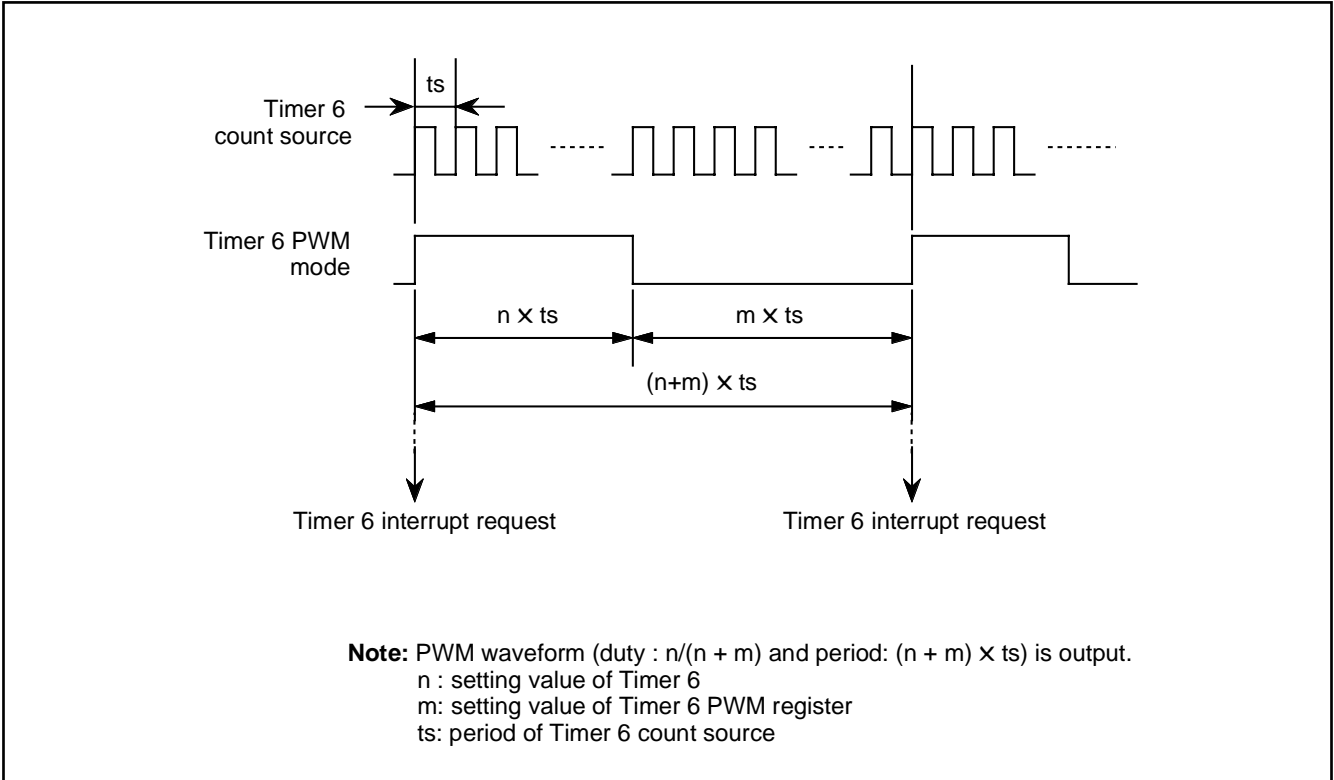 ts
Timer 6
count source
Timer 6 PWM
mode
n × ts
m × ts
(n+m) × ts
Timer 6 interrupt request
Timer 6 interrupt request
Note: PWM waveform (duty : n/(n + m) and period: (n + m) × ts) is output.
n : setting value of Timer 6
m: setting value of Timer 6 PWM register
ts: period of Timer 6 count source